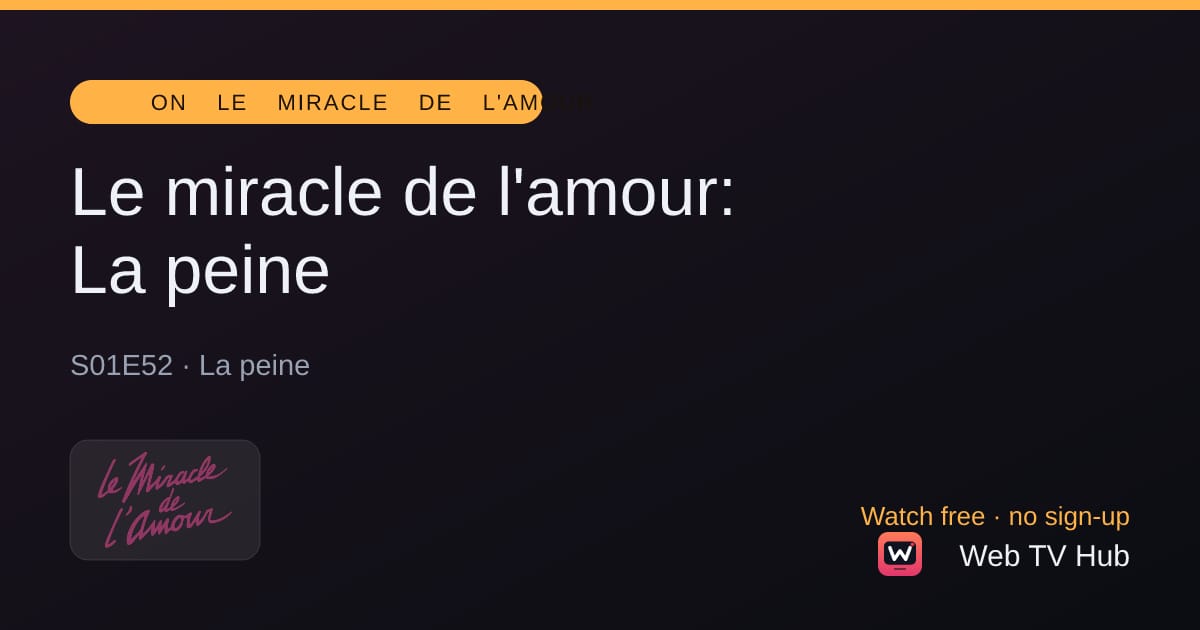 ON LE MIRACLE DE L'AMOUR
Le miracle de l'amour:
La peine
S01E52 · La peine
Le Miracle
de
l'Amour
Watch free · no sign-up
W
Web TV Hub